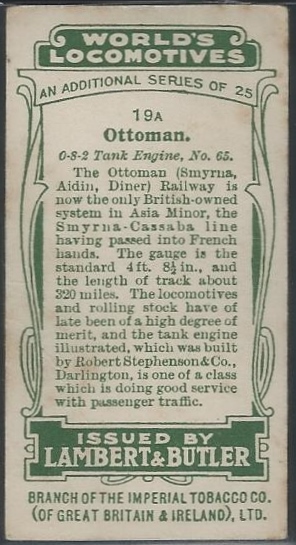 WORLD'S
LOCOMOTIVES
AN ADDITIONAL SERIES OF 25
19A
Ottoman.
0-8-2 Tank Engine, No. 65.
The Ottoman (Smyrna,
Aidin, Diner) Railway is
now the only British-owned
system in Asia Minor, the
Smyrna-Cassaba line
having passed into French
hands. The gauge is the
standard 4 ft. 8½ in., and
the length of track about
320 miles. The locomotives
and rolling stock have of
late been of a high degree of
merit, and the tank engine
illustrated, which was built
by Robert Stephenson & Co.,
Darlington, is one of a class
which is doing good service
with passenger traffic.
ISSUED BY
LAMBERT & BUTLER
BRANCH OF THE IMPERIAL TOBACCO CO.
(OF GREAT BRITAIN & IRELAND), LTD.